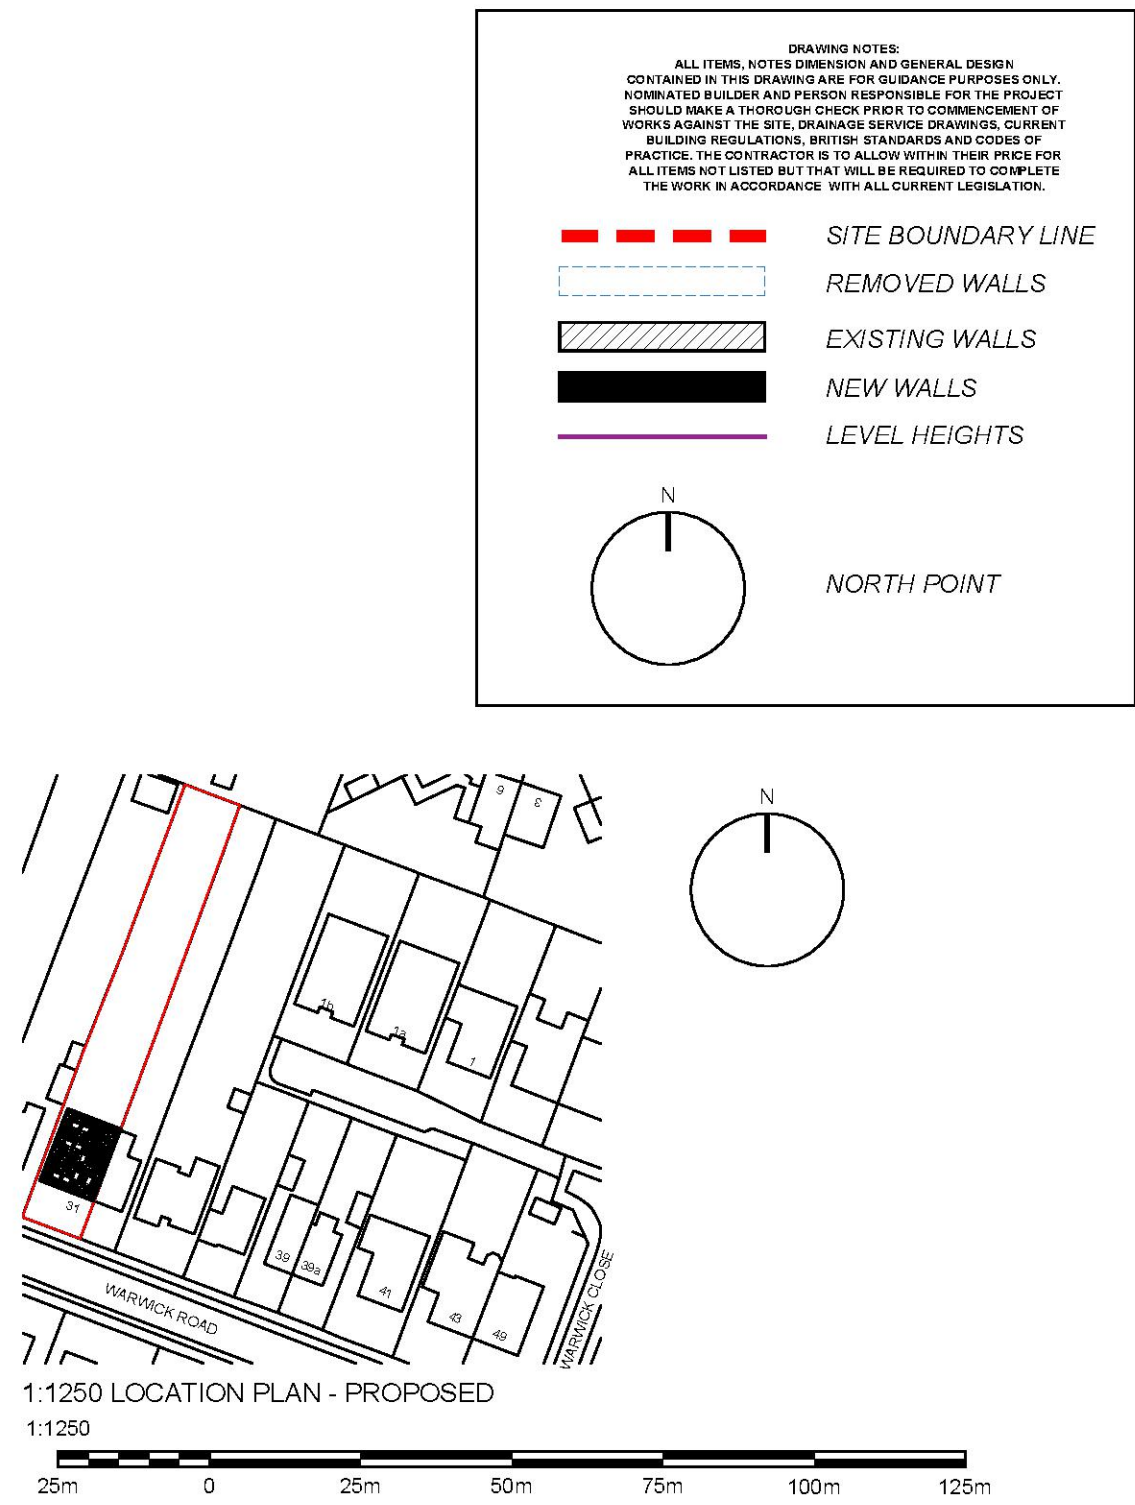 DRAWING NOTES:
ALL ITEMS, NOTES DIMENSION AND GENERAL DESIGN
CONTAINED IN THIS DRAWING ARE FOR GUIDANCE PURPOSES ONLY.
NOMINATED BUILDER AND PERSON RESPONSIBLE FOR THE PROJECT
SHOULD MAKE A THOROUGH CHECK PRIOR TO COMMENCEMENT OF
WORKS AGAINST THE SITE, DRAINAGE SERVICE DRAWINGS, CURRENT
BUILDING REGULATIONS, BRITISH STANDARDS AND CODES OF
PRACTICE. THE CONTRACTOR IS TO ALLOW WITHIN THEIR PRICE FOR
ALL ITEMS NOT LISTED BUT THAT WILL BE REQUIRED TO COMPLETE
THE WORK IN ACCORDANCE WITH ALL CURRENT LEGISLATION.
SITE BOUNDARY LINE
REMOVED WALLS
EXISTING WALLS
NEW WALLS
LEVEL HEIGHTS
N
NORTH POINT
N
3
1b
1a
1
31
39
39a
41
43
49
WARWICK ROAD
WARWICK CLOSE
1:1250 LOCATION PLAN - PROPOSED
1:1250
25m 0 25m 50m 75m 100m 125m